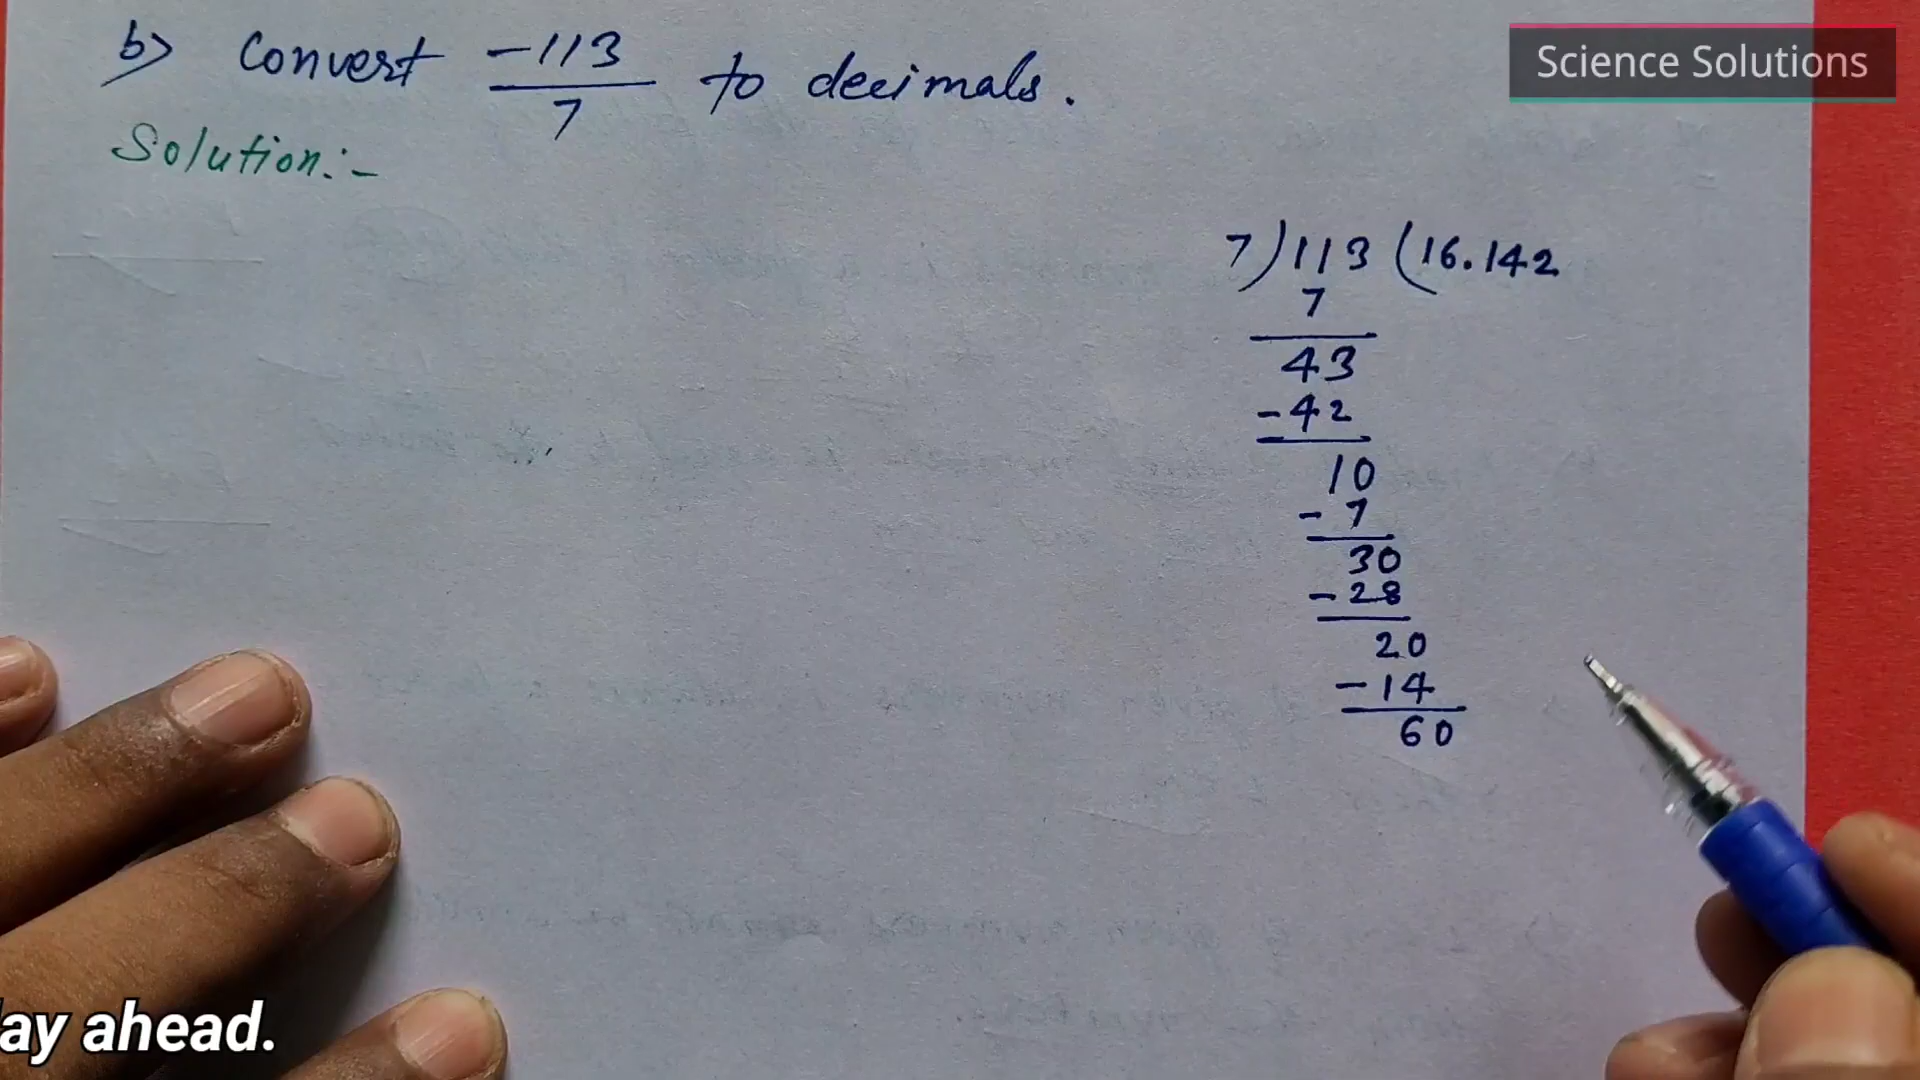 b) Convert -113/7 to decimals.
Science Solutions
Solution:-
7)113(16.142
7
43
-42
10
-7
30
-28
20
-14
60
ay ahead.